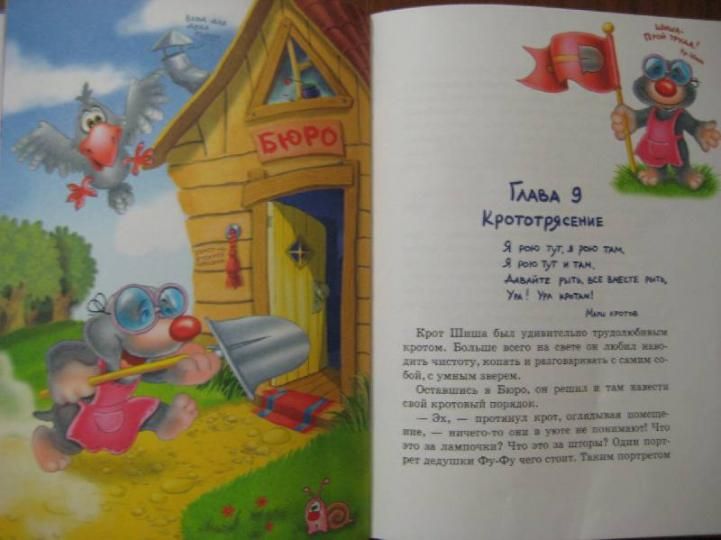 БЮРО
ШИША-
ГЛАВА 9
КРОТОТРЯСЕНИЕ
Я РОЮ ТУТ, Я РОЮ ТАМ,
Я РОЮ ТУТ И ТАМ,
ДАВАЙТЕ РЫТЬ, ВСЕ ВМЕСТЕ РЫТЬ,
УРА! УРА КРОТАМ!
МАРШ КРОТОВ
Крот Шиша был удивительно трудолюбивым
кротом. Больше всего на свете он любил наво-
дить чистоту, копать и разговаривать с самим со-
бой, с умным зверем.
Оставшись в Бюро, он решил и там навести
свой кротовый порядок.
— Эх, — протянул крот, оглядывая помеще-
ние, — ничего-то они в уюте не понимают! Что
это за лампочки? Что это за шторы? Один порт-
рет дедушки Фу-Фу чего стоит. Таким портретом